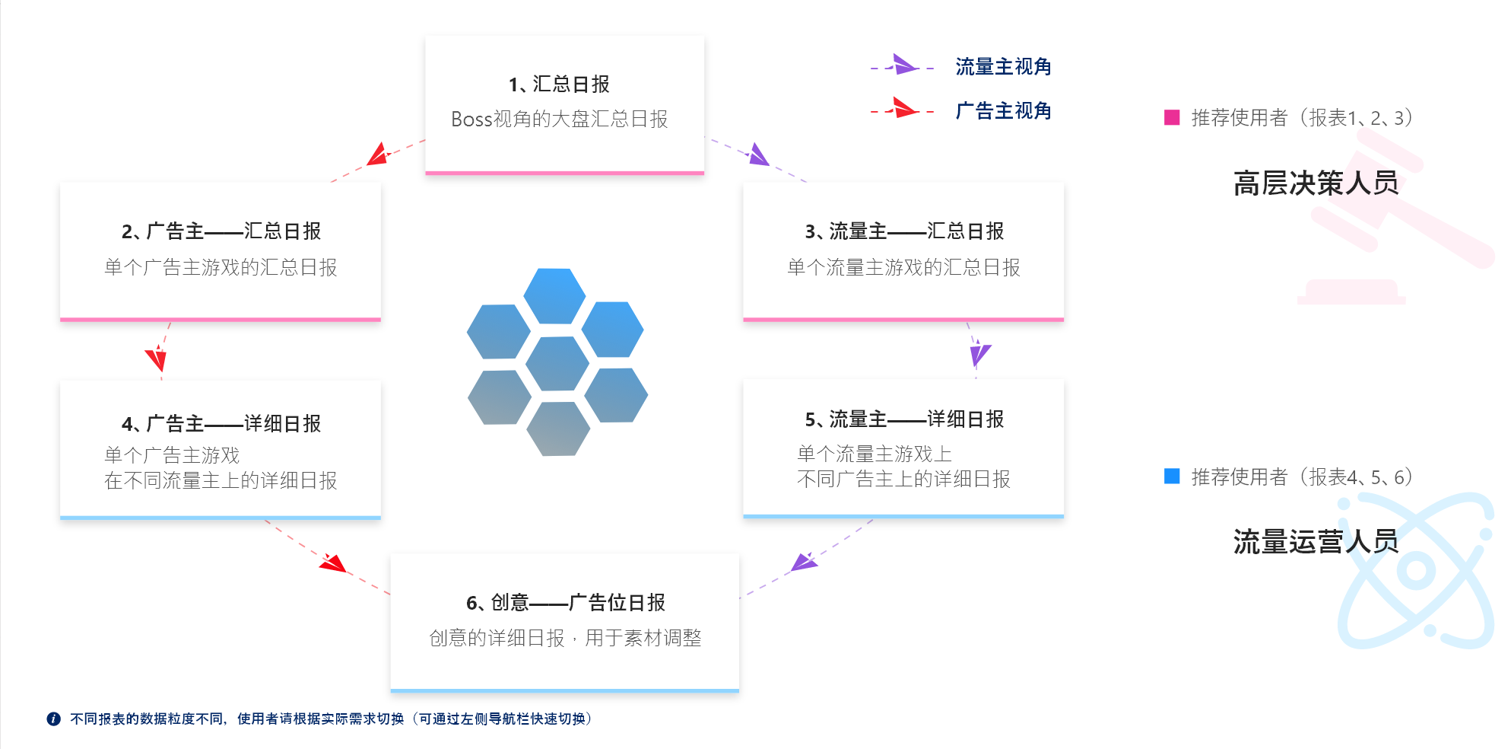 1、汇总日报
Boss视角的大盘汇总日报
流量主视角
广告主视角
推荐使用者（报表1、2、3）
高层决策人员
2、广告主——汇总日报
单个广告主游戏的汇总日报
3、流量主——汇总日报
单个流量主游戏的汇总日报
4、广告主——详细日报
单个广告主游戏
在不同流量主上的详细日报
5、流量主——详细日报
单个流量主游戏上
不同广告主上的详细日报
推荐使用者（报表4、5、6）
流量运营人员
6、创意——广告位日报
创意的详细日报，用于素材调整
i 不同报表的数据粒度不同，使用者请根据实际需求切换（可通过左侧导航栏快速切换）